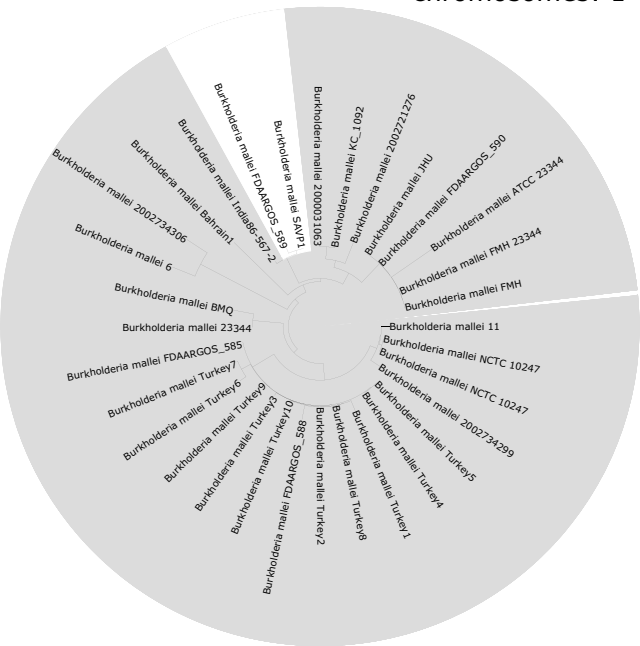 Burkholderia mallei FDAARGOS_589
Burkholderia mallei SAVP1
Burkholderia mallei 2000031063
Burkholderia mallei KC_1092
Burkholderia mallei 2002721276
Burkholderia mallei JHU
Burkholderia mallei FDAARGOS_590
Burkholderia mallei ATCC 23344
Burkholderia mallei FMH 23344
Burkholderia mallei FMH
Burkholderia mallei 11
Burkholderia mallei NCTC 10247
Burkholderia mallei NCTC 10247
Burkholderia mallei 2002734299
Burkholderia mallei Turkey5
Burkholderia mallei Turkey4
Burkholderia mallei Turkey1
Burkholderia mallei Turkey8
Burkholderia mallei Turkey2
Burkholderia mallei FDAARGOS_588
Burkholderia mallei Turkey10
Burkholderia mallei Turkey3
Burkholderia mallei Turkey9
Burkholderia mallei Turkey6
Burkholderia mallei Turkey7
Burkholderia mallei FDAARGOS_585
Burkholderia mallei 23344
Burkholderia mallei BMQ
Burkholderia mallei 6
Burkholderia mallei 2002734306
Burkholderia mallei Bahrain1
Burkholderia mallei India86-567-2